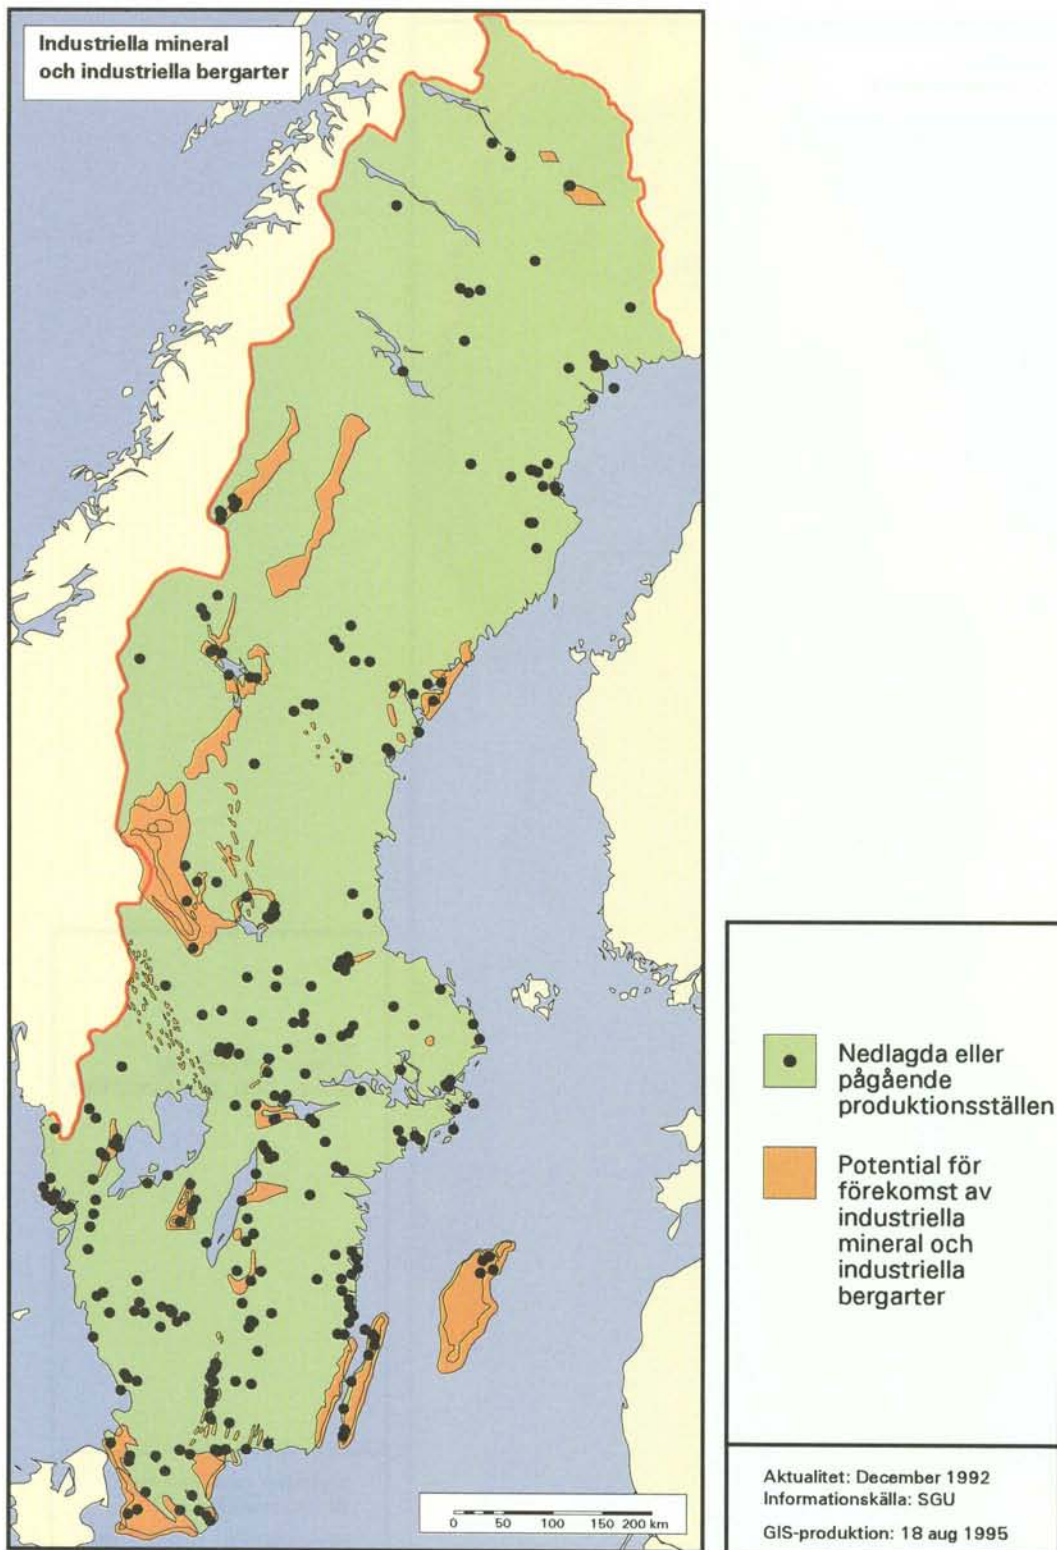 Industriella mineral
och industriella bergarter
Nedlagda eller
pågående
produktionsställen
Potential för
förekomst av
industriella
mineral och
industriella
bergarter
0 50 100 150 200 km
Aktualitet: December 1992
Informationskälla: SGU
GIS-produktion: 18 aug 1995